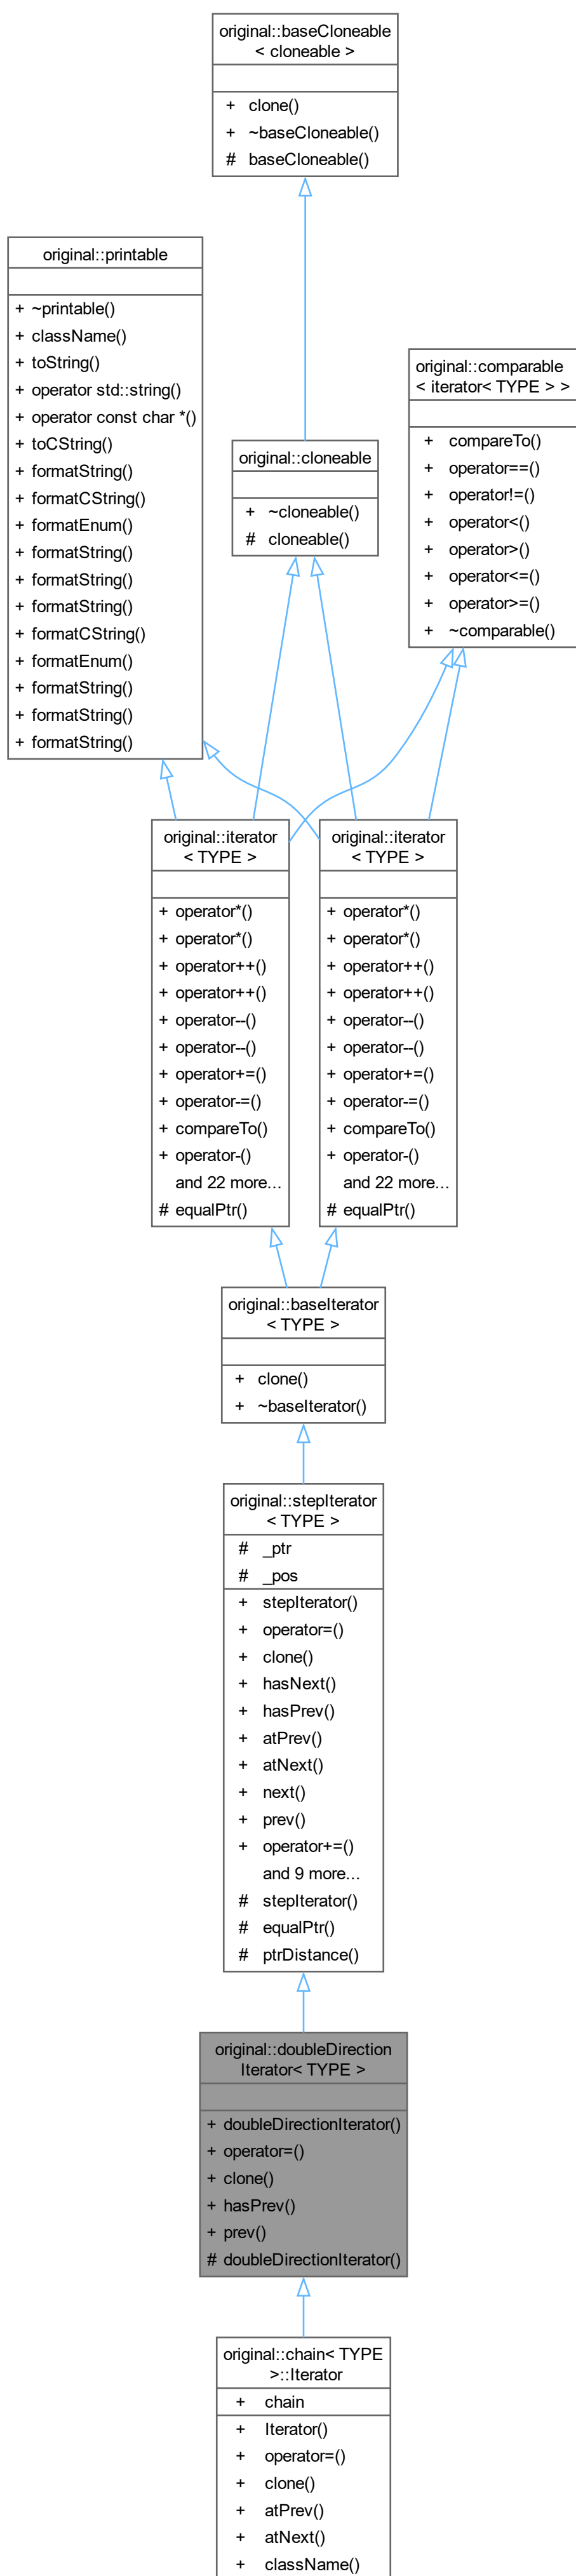 original::baseCloneable
< cloneable >
+ clone()
+ ~baseCloneable()
# baseCloneable()
original::printable
+ ~printable()
+ className()
+ toString()
+ operator std::string()
+ operator const char *()
+ toCString()
+ formatString()
+ formatCString()
+ formatEnum()
+ formatString()
+ formatString()
+ formatString()
+ formatCString()
+ formatEnum()
+ formatString()
+ formatString()
+ formatString()
original::cloneable
+ ~cloneable()
# cloneable()
original::comparable
< iterator< TYPE > >
+ compareTo()
+ operator==()
+ operator!=()
+ operator<()
+ operator>()
+ operator<=()
+ operator>=()
+ ~comparable()
original::iterator
< TYPE >
+ operator*()
+ operator*()
+ operator++()
+ operator++()
+ operator--()
+ operator--()
+ operator+=()
+ operator-=()
+ compareTo()
+ operator-()
and 22 more...
# equalPtr()
original::iterator
< TYPE >
+ operator*()
+ operator*()
+ operator++()
+ operator++()
+ operator--()
+ operator--()
+ operator+=()
+ operator-=()
+ compareTo()
+ operator-()
and 22 more...
# equalPtr()
original::baseIterator
< TYPE >
+ clone()
+ ~baseIterator()
original::stepIterator
< TYPE >
# _ptr
# _pos
+ stepIterator()
+ operator=()
+ clone()
+ hasNext()
+ hasPrev()
+ atPrev()
+ atNext()
+ next()
+ prev()
+ operator+=()
and 9 more...
# stepIterator()
# equalPtr()
# ptrDistance()
original::doubleDirection
Iterator< TYPE >
+ doubleDirectionIterator()
+ operator=()
+ clone()
+ hasPrev()
+ prev()
# doubleDirectionIterator()
original::chain< TYPE
>::Iterator
+ chain
+ Iterator()
+ operator=()
+ clone()
+ atPrev()
+ atNext()
+ className()